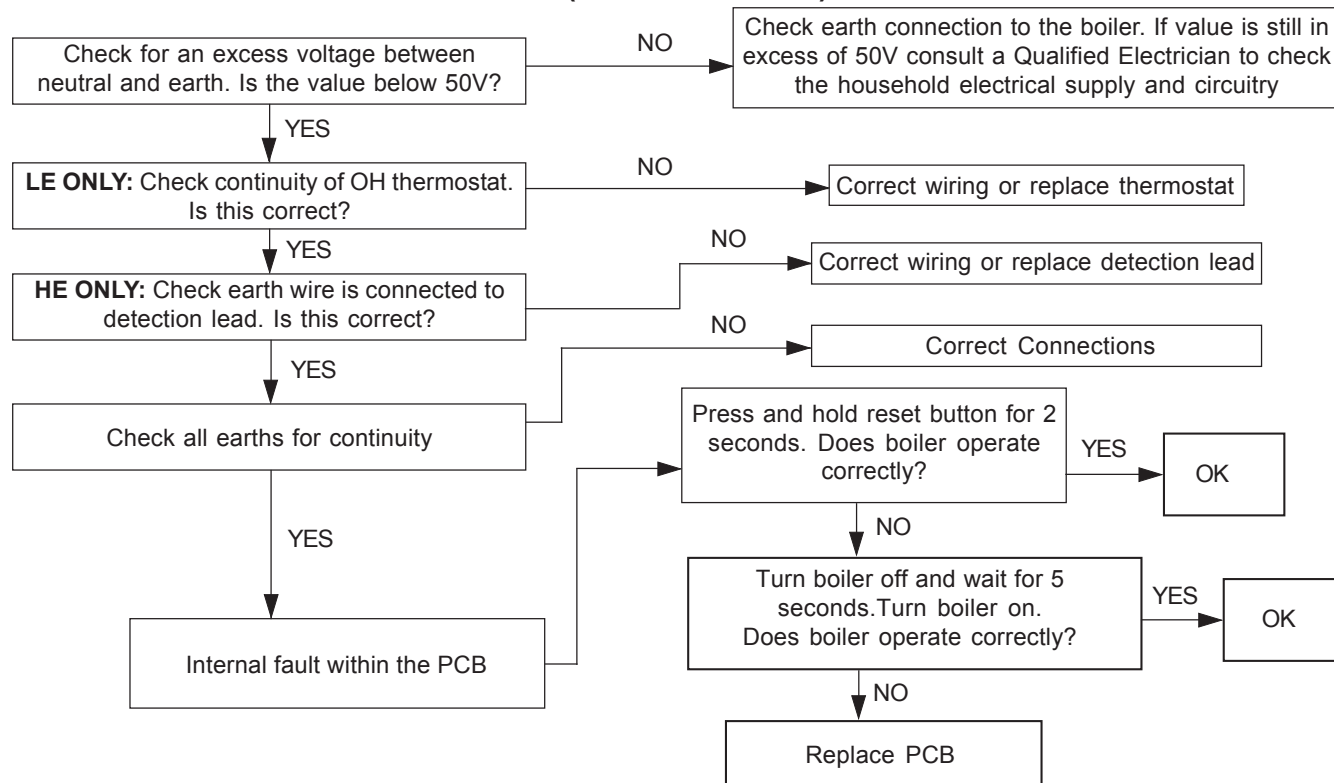 Check for an excess voltage between
neutral and earth. Is the value below 50V?
NO
Check earth connection to the boiler. If value is still in
excess of 50V consult a Qualified Electrician to check
the household electrical supply and circuitry
YES
LE ONLY: Check continuity of OH thermostat.
Is this correct?
NO
Correct wiring or replace thermostat
YES
HE ONLY: Check earth wire is connected to
detection lead. Is this correct?
NO
Correct wiring or replace detection lead
YES
Check all earths for continuity
NO
Correct Connections
YES
Internal fault within the PCB
Press and hold reset button for 2
seconds. Does boiler operate
correctly?
YES
OK
NO
Turn boiler off and wait for 5
seconds.Turn boiler on.
Does boiler operate correctly?
YES
OK
NO
Replace PCB